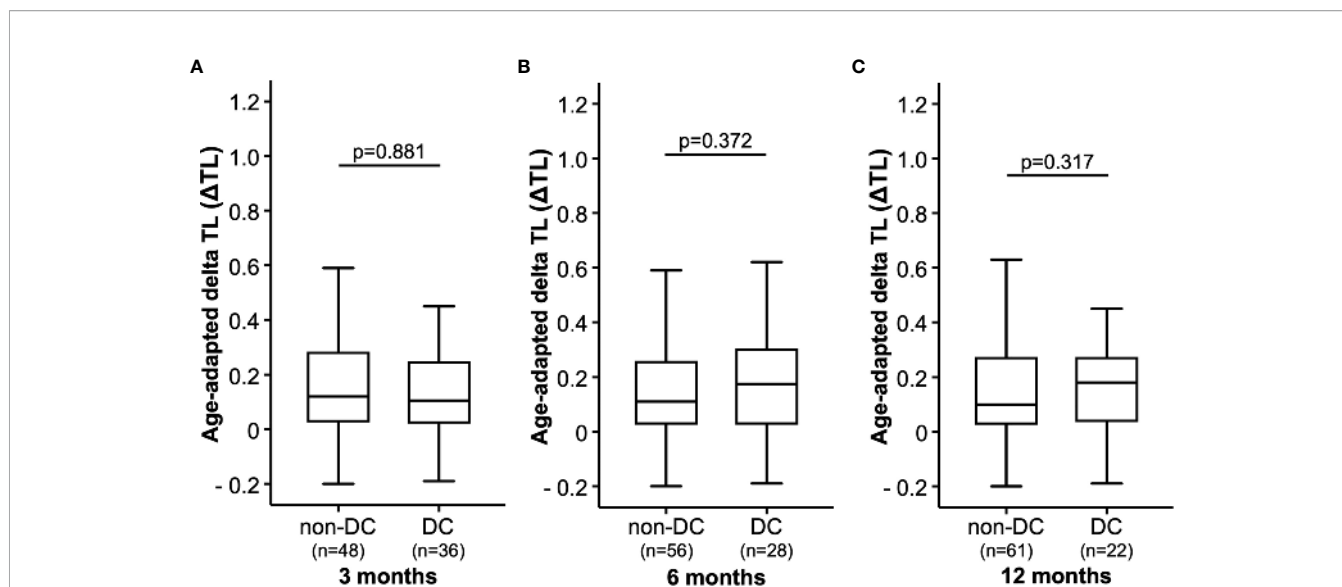 A
Age-adapted delta TL (ΔTL)
1.2
1.0
0.8
0.6
0.4
0.2
0
- 0.2
p=0.881
non-DC DC
(n=48) (n=36)
3 months
B
Age-adapted delta TL (ΔTL)
1.2
1.0
0.8
0.6
0.4
0.2
0
- 0.2
p=0.372
non-DC DC
(n=56) (n=28)
6 months
C
Age-adapted delta TL (ΔTL)
1.2
1.0
0.8
0.6
0.4
0.2
0
- 0.2
p=0.317
non-DC DC
(n=61) (n=22)
12 months